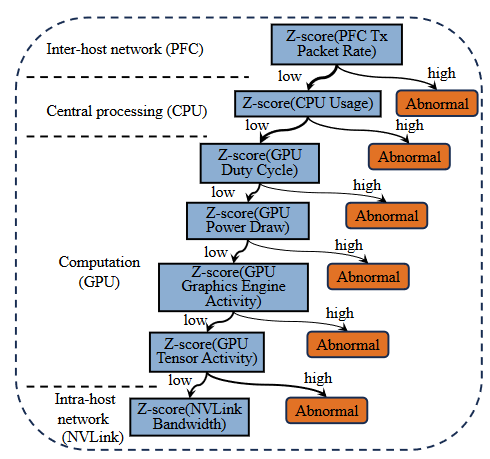 Z-score(PFC Tx
Packet Rate)
Inter-host network (PFC)
low
high
Central processing (CPU)
Z-score(CPU Usage)
Abnormal
low
high
Z-score(GPU
Duty Cycle)
Abnormal
low
high
Z-score(GPU
Power Draw)
Abnormal
low
high
Computation
(GPU)
Z-score(GPU
Graphics Engine
Activity)
Abnormal
low
high
Z-score(GPU
Tensor Activity)
Abnormal
low
high
Intra-host
network
(NVLink)
Z-score(NVLink
Bandwidth)
Abnormal